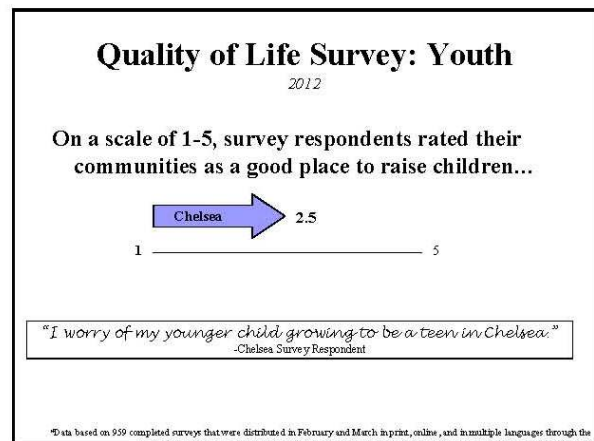 Quality of Life Survey: Youth
2012
On a scale of 1-5, survey respondents rated their
communities as a good place to raise children…
Chelsea 2.5
1 5
“I worry of my younger child growing to be a teen in Chelsea.”
-Chelsea Survey Respondent
*Data based on 959 completed surveys that were distributed in February and March in print, online, and in multiple languages through the